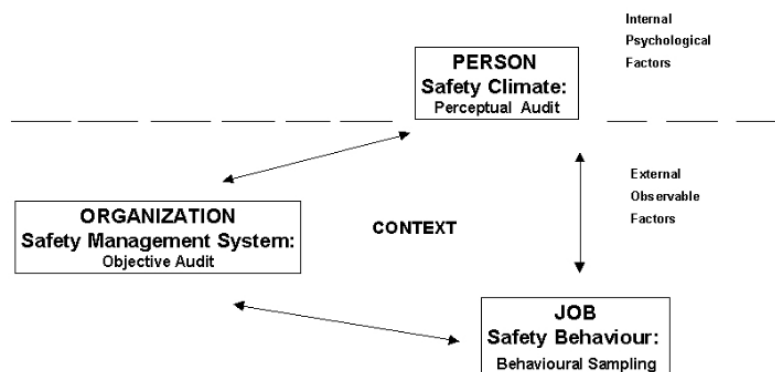 Internal
Psychological
Factors
PERSON
Safety Climate:
Perceptual Audit
External
Observable
Factors
ORGANIZATION
Safety Management System:
Objective Audit
CONTEXT
JOB
Safety Behaviour:
Behavioural Sampling